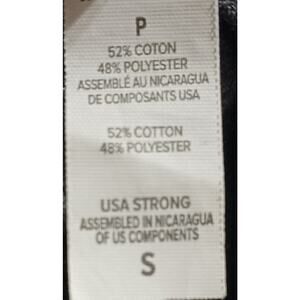 P
52% COTON
48% POLYESTER
ASSEMBLÉ AU NICARAGUA
DE COMPOSANTS USA
52% COTTON
48% POLYESTER
USA STRONG
ASSEMBLED IN NICARAGUA
OF US COMPONENTS
S